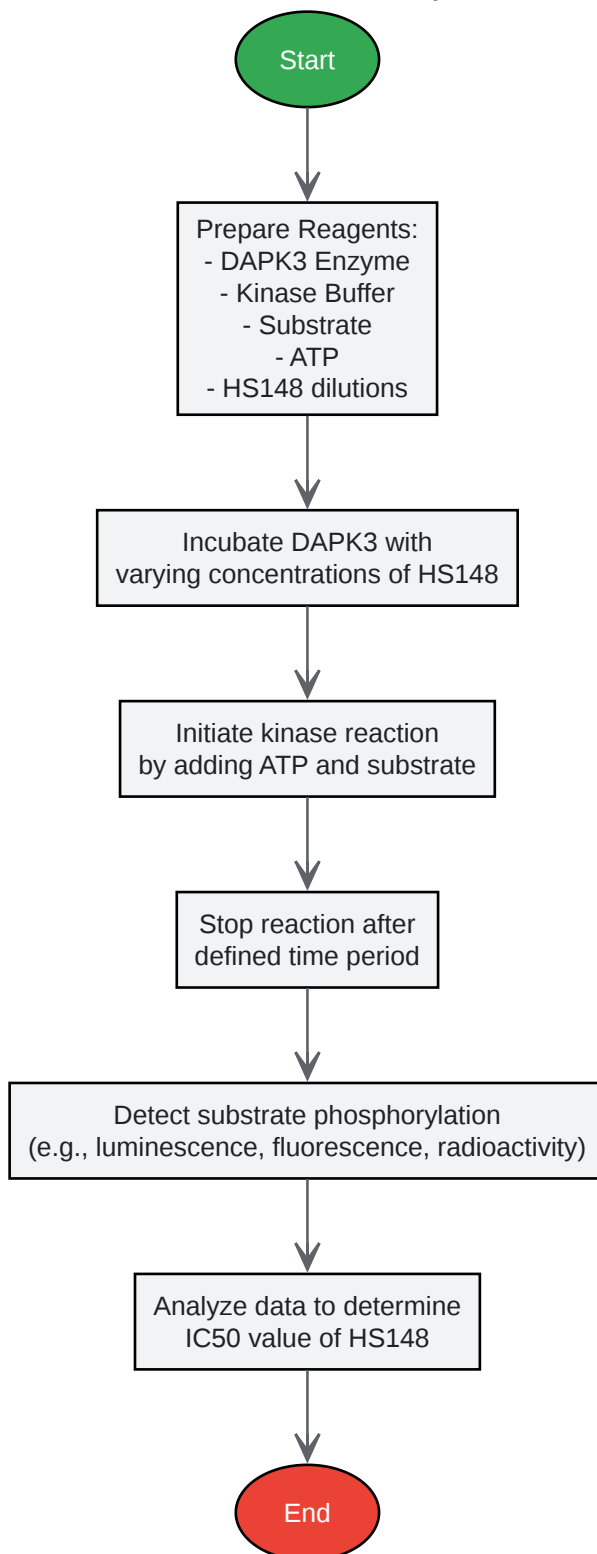 Start
Prepare Reagents:
- DAPK3 Enzyme
- Kinase Buffer
- Substrate
- ATP
- HS148 dilutions
Incubate DAPK3 with
varying concentrations of HS148
Initiate kinase reaction
by adding ATP and substrate
Stop reaction after
defined time period
Detect substrate phosphorylation
(e.g., luminescence, fluorescence, radioactivity)
Analyze data to determine
IC50 value of HS148
End